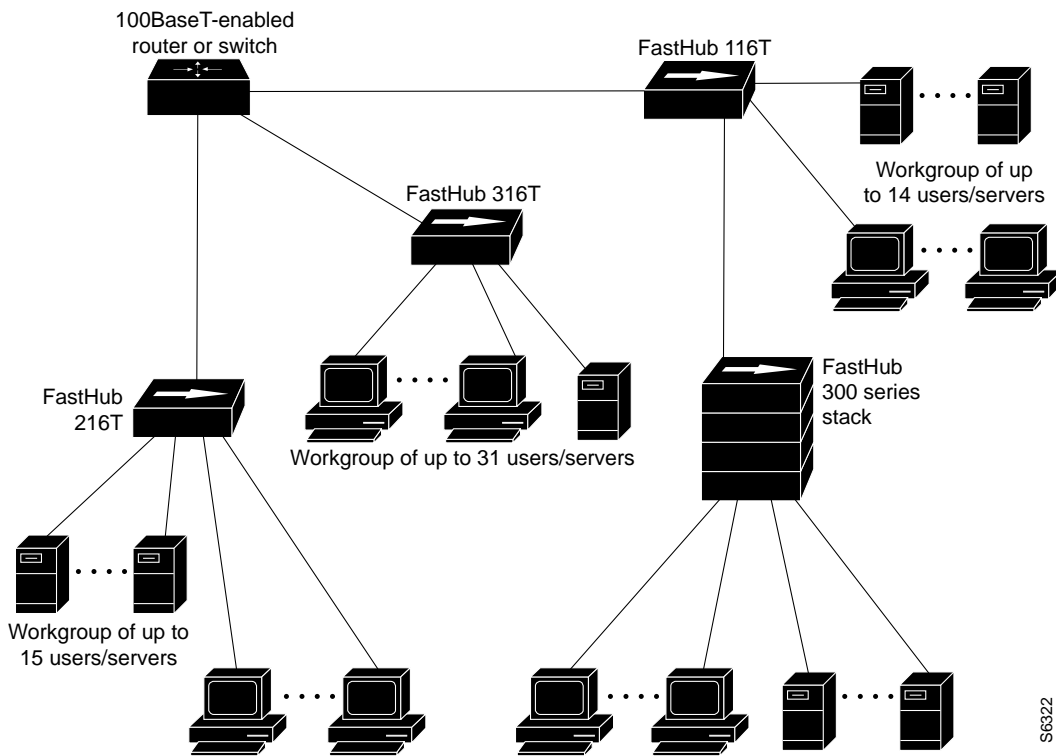 100BaseT-enabled
router or switch
FastHub 116T
Workgroup of up
to 14 users/servers
FastHub 316T
FastHub
216T
Workgroup of up to 31 users/servers
FastHub
300 series
stack
Workgroup of up to
15 users/servers
S6322